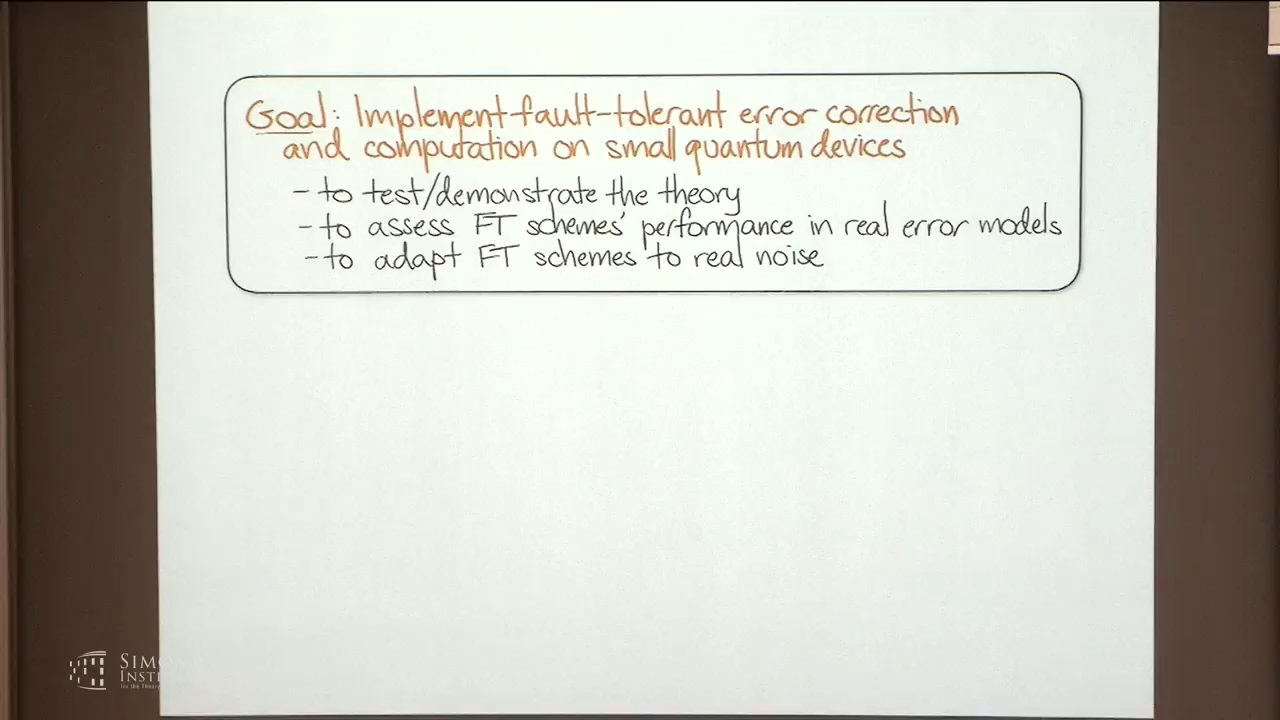 Goal: Implement fault-tolerant error correction
and computation on small quantum devices
- to test/demonstrate the theory
- to assess FT schemes' performance in real error models
- to adapt FT schemes to real noise